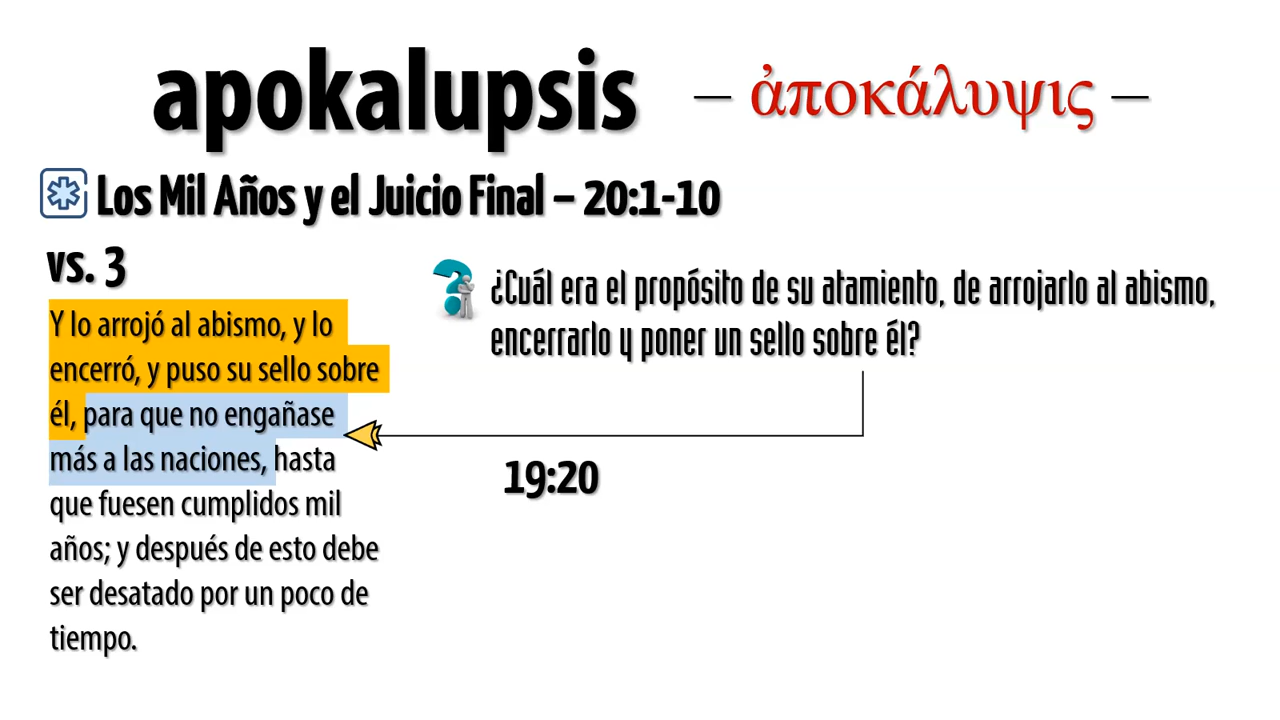 apokalupsis – ἀποκάλυψις –
Los Mil Años y el Juicio Final – 20:1-10
vs. 3
Y lo arrojó al abismo, y lo
encerró, y puso su sello sobre
él, para que no engañase
más a las naciones, hasta
que fuesen cumplidos mil
años; y después de esto debe
ser desatado por un poco de
tiempo.
¿Cuál era el propósito de su atamiento, de arrojarlo al abismo,
encerrarlo y poner un sello sobre él?
19:20